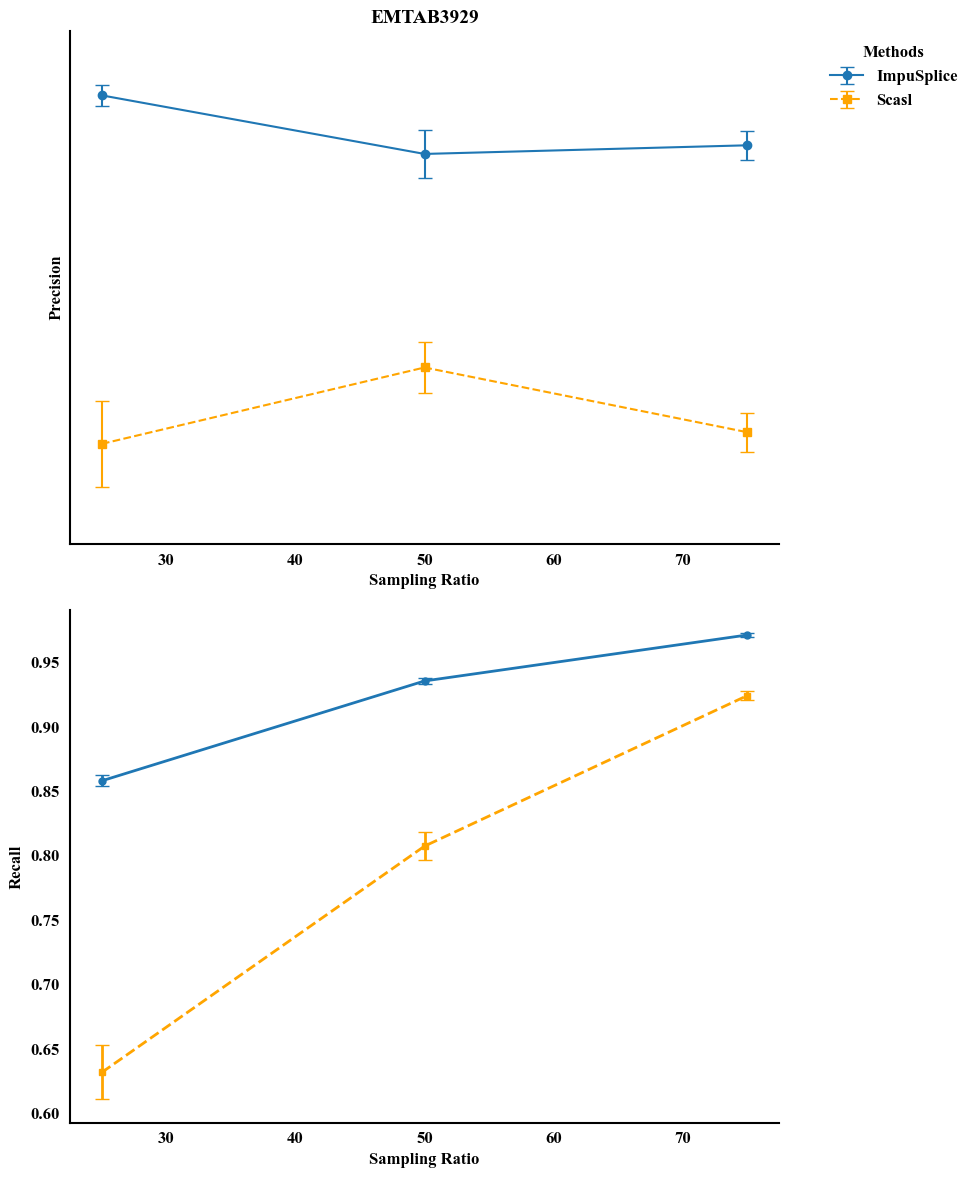 EMTAB3929
Methods
ImpuSplice
Scasl
Precision
30 40 50 60 70
Sampling Ratio
0.95
0.90
0.85
0.80
0.75
0.70
0.65
0.60
Recall
30 40 50 60 70
Sampling Ratio